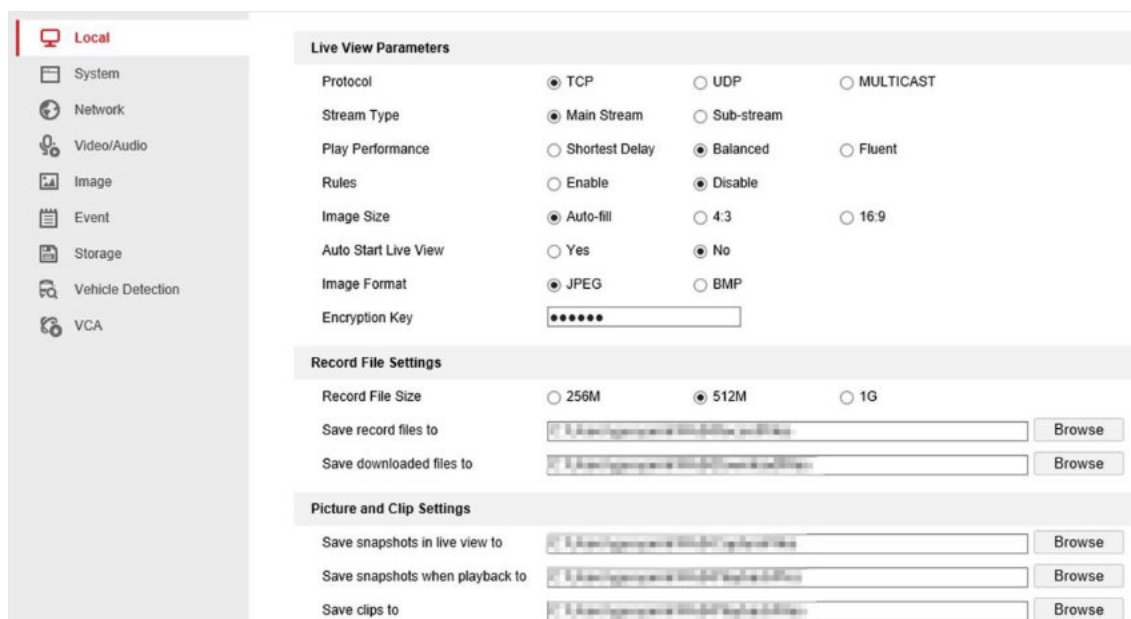 Local
System
Network
Video/Audio
Image
Event
Storage
Vehicle Detection
VCA
Live View Parameters
Protocol TCP UDP MULTICAST
Stream Type Main Stream Sub-stream
Play Performance Shortest Delay Balanced Fluent
Rules Enable Disable
Image Size Auto-fill 4:3 16:9
Auto Start Live View Yes No
Image Format JPEG BMP
Encryption Key ●●●●●●
Record File Settings
Record File Size 256M 512M 1G
Save record files to Browse
Save downloaded files to Browse
Picture and Clip Settings
Save snapshots in live view to Browse
Save snapshots when playback to Browse
Save clips to Browse